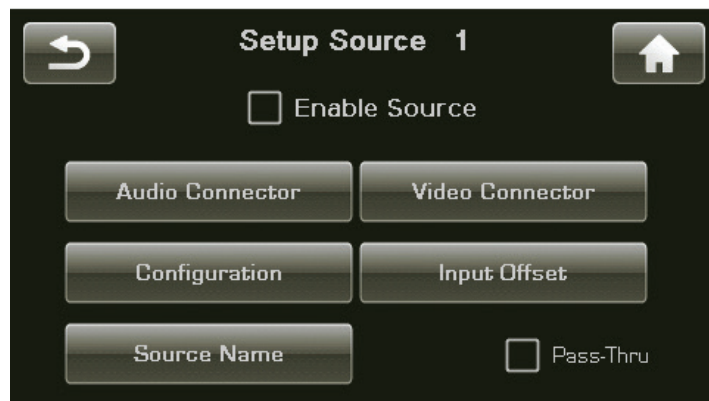 Setup Source 1
Enable Source
Audio Connector
Video Connector
Configuration
Input Offset
Source Name
Pass-Thru